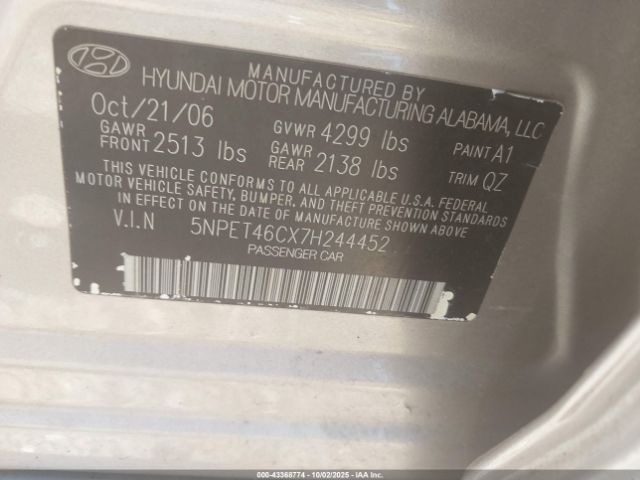 MANUFACTURED BY
HYUNDAI MOTOR MANUFACTURING ALABAMA, LLC
Oct/21/06 GVWR 4299 lbs PAINT A1
GAWR FRONT 2513 lbs GAWR REAR 2138 lbs TRIM QZ
THIS VEHICLE CONFORMS TO ALL APPLICABLE U.S.A. FEDERAL
MOTOR VEHICLE SAFETY, BUMPER, AND THEFT PREVENTION STANDARDS
IN EFFECT ON THE DATE OF MANUFACTURE SHOWN ABOVE.
V.I.N 5NPET46CX7H244452
PASSENGER CAR
000-43368774 | 10/02/2025 - IAA Inc.